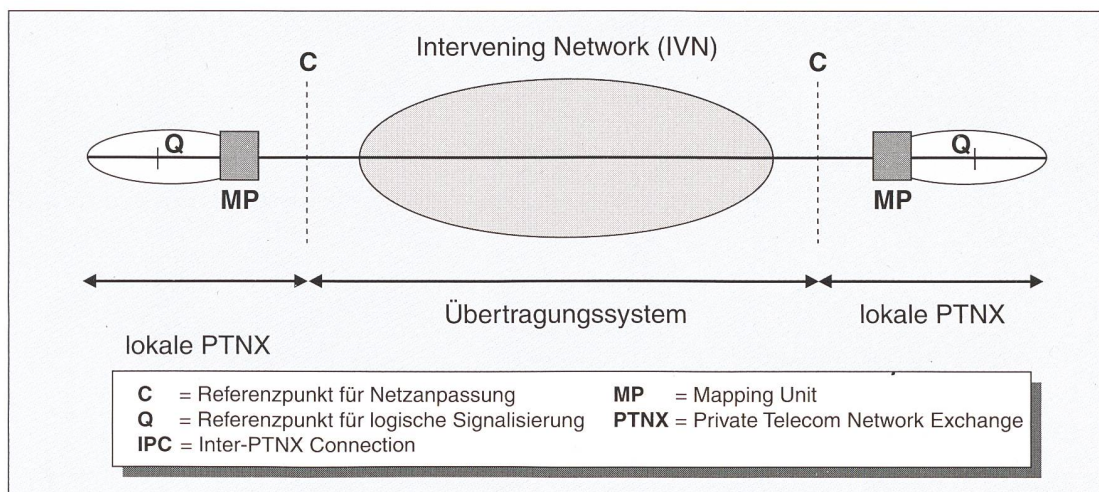 Intervening Network (IVN)
C
C
Q
Q
MP
MP
Übertragungssystem
lokale PTNX
lokale PTNX
C = Referenzpunkt für Netzanpassung
Q = Referenzpunkt für logische Signalisierung
IPC = Inter-PTNX Connection
MP = Mapping Unit
PTNX = Private Telecom Network Exchange